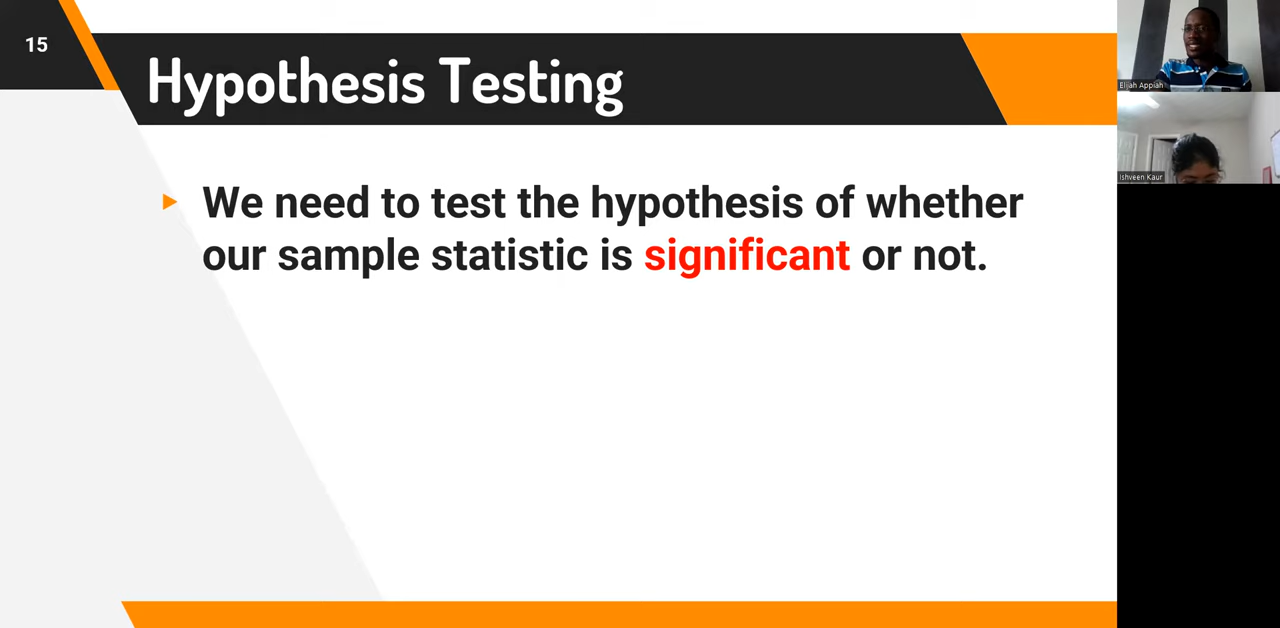 15
Hypothesis Testing
We need to test the hypothesis of whether
our sample statistic is significant or not.
Elijah Appiah
Ishveen Kaur